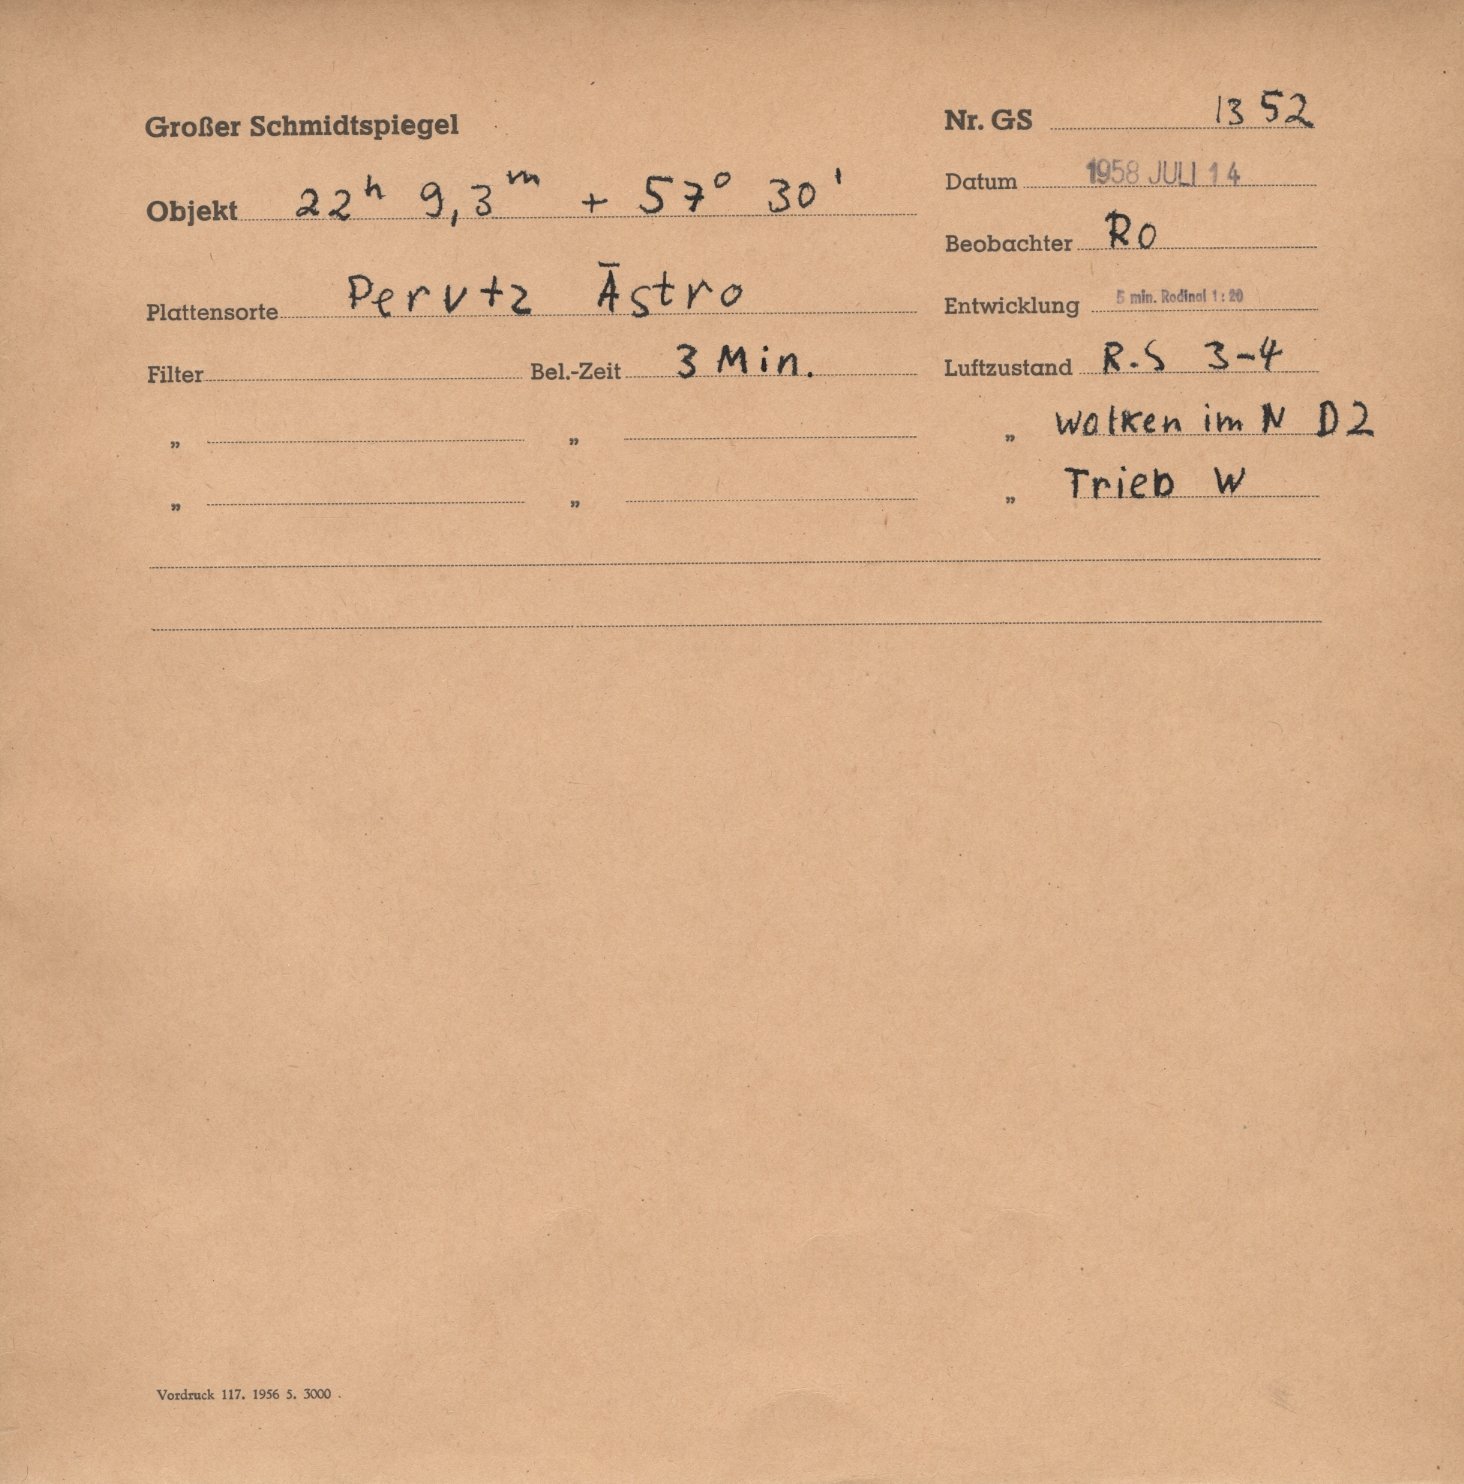 Großer Schmidtspiegel
Nr. GS 1352
Datum 1958 JULI 14
Objekt 22ʰ 9,3ᵐ + 57° 30'
Beobachter Ro
Plattensorte Perutz Āstro
Entwicklung 5 min. Rodinal 1:20
Filter Bel.-Zeit 3 Min.
Luftzustand R.S 3-4
„ „ „ Wolken im N D2
„ „ „ Trieb W
Vordruck 117. 1956 5. 3000